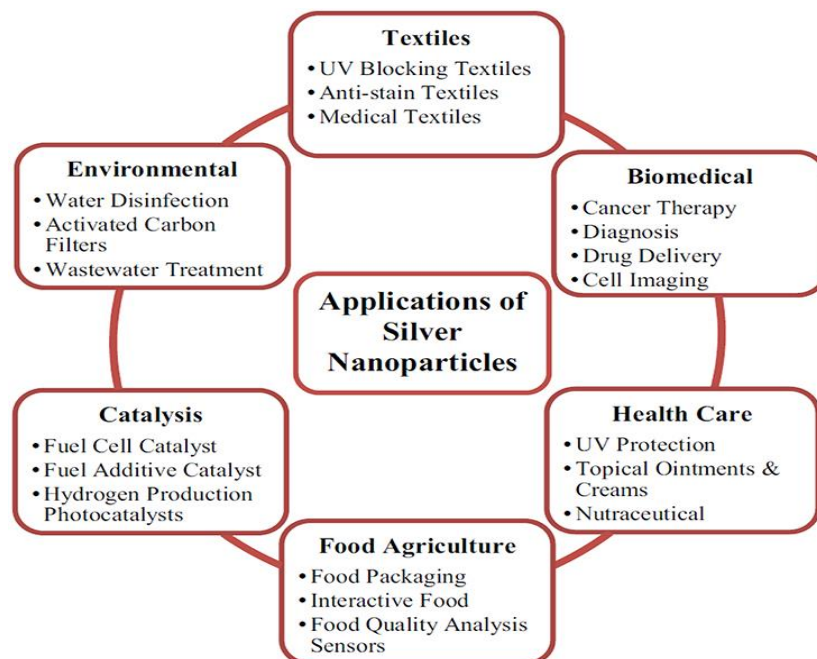 Textiles
• UV Blocking Textiles
• Anti-stain Textiles
• Medical Textiles
Environmental
• Water Disinfection
• Activated Carbon
Filters
• Wastewater Treatment
Biomedical
• Cancer Therapy
• Diagnosis
• Drug Delivery
• Cell Imaging
Applications of
Silver
Nanoparticles
Catalysis
• Fuel Cell Catalyst
• Fuel Additive Catalyst
• Hydrogen Production
Photocatalysts
Health Care
• UV Protection
• Topical Ointments &
Creams
• Nutraceutical
Food Agriculture
• Food Packaging
• Interactive Food
• Food Quality Analysis
Sensors